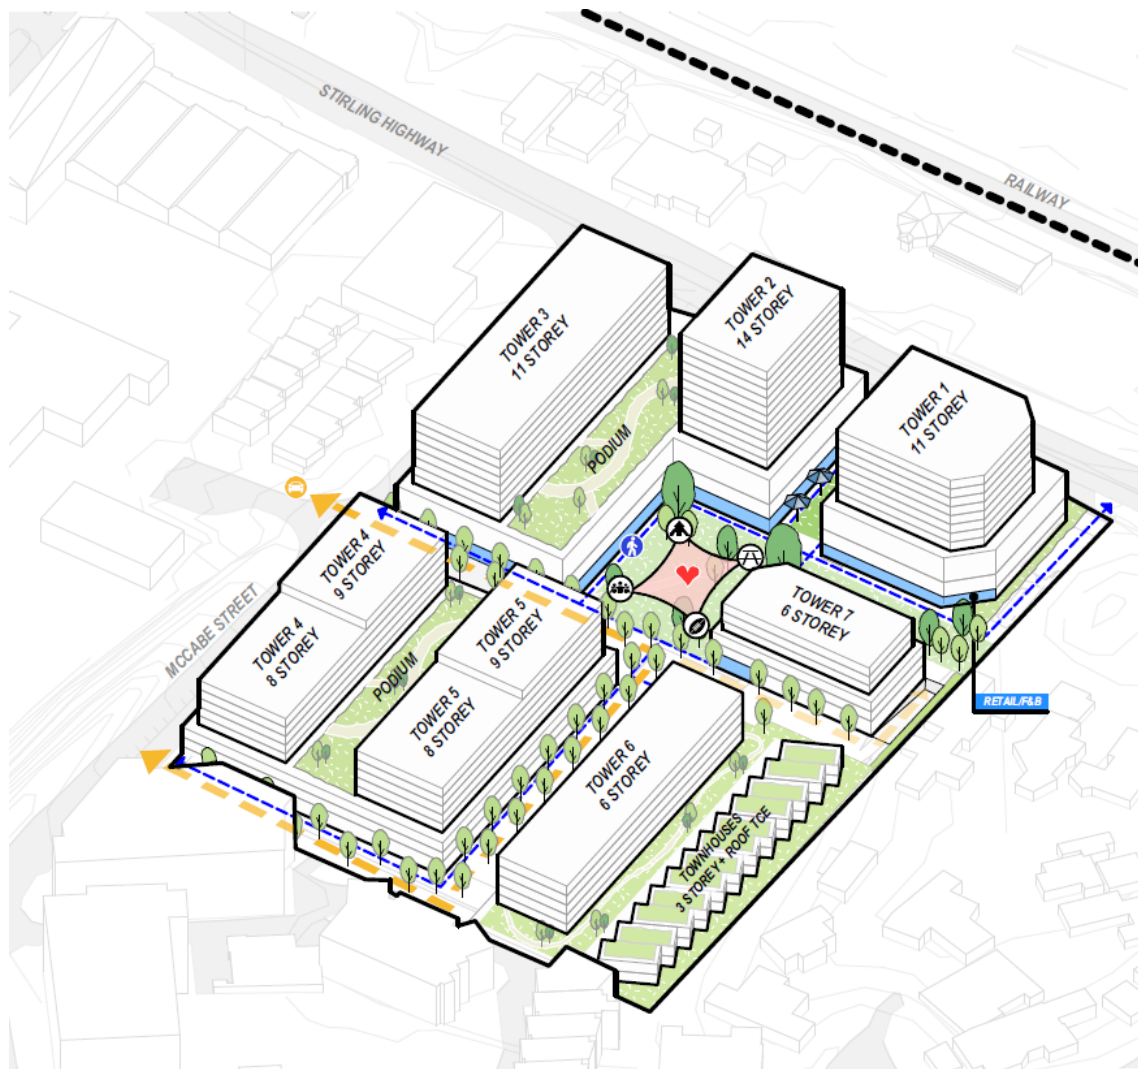 STIRLING HIGHWAY
RAILWAY
TOWER 3
11 STOREY
TOWER 2
14 STOREY
TOWER 1
11 STOREY
PODIUM
TOWER 4
9 STOREY
TOWER 4
8 STOREY
MCCABE STREET
PODIUM
TOWER 5
9 STOREY
TOWER 5
8 STOREY
TOWER 7
6 STOREY
RETAIL/F&B
TOWER 6
6 STOREY
TOWNHOUSES
3 STOREY+ ROOF TCE